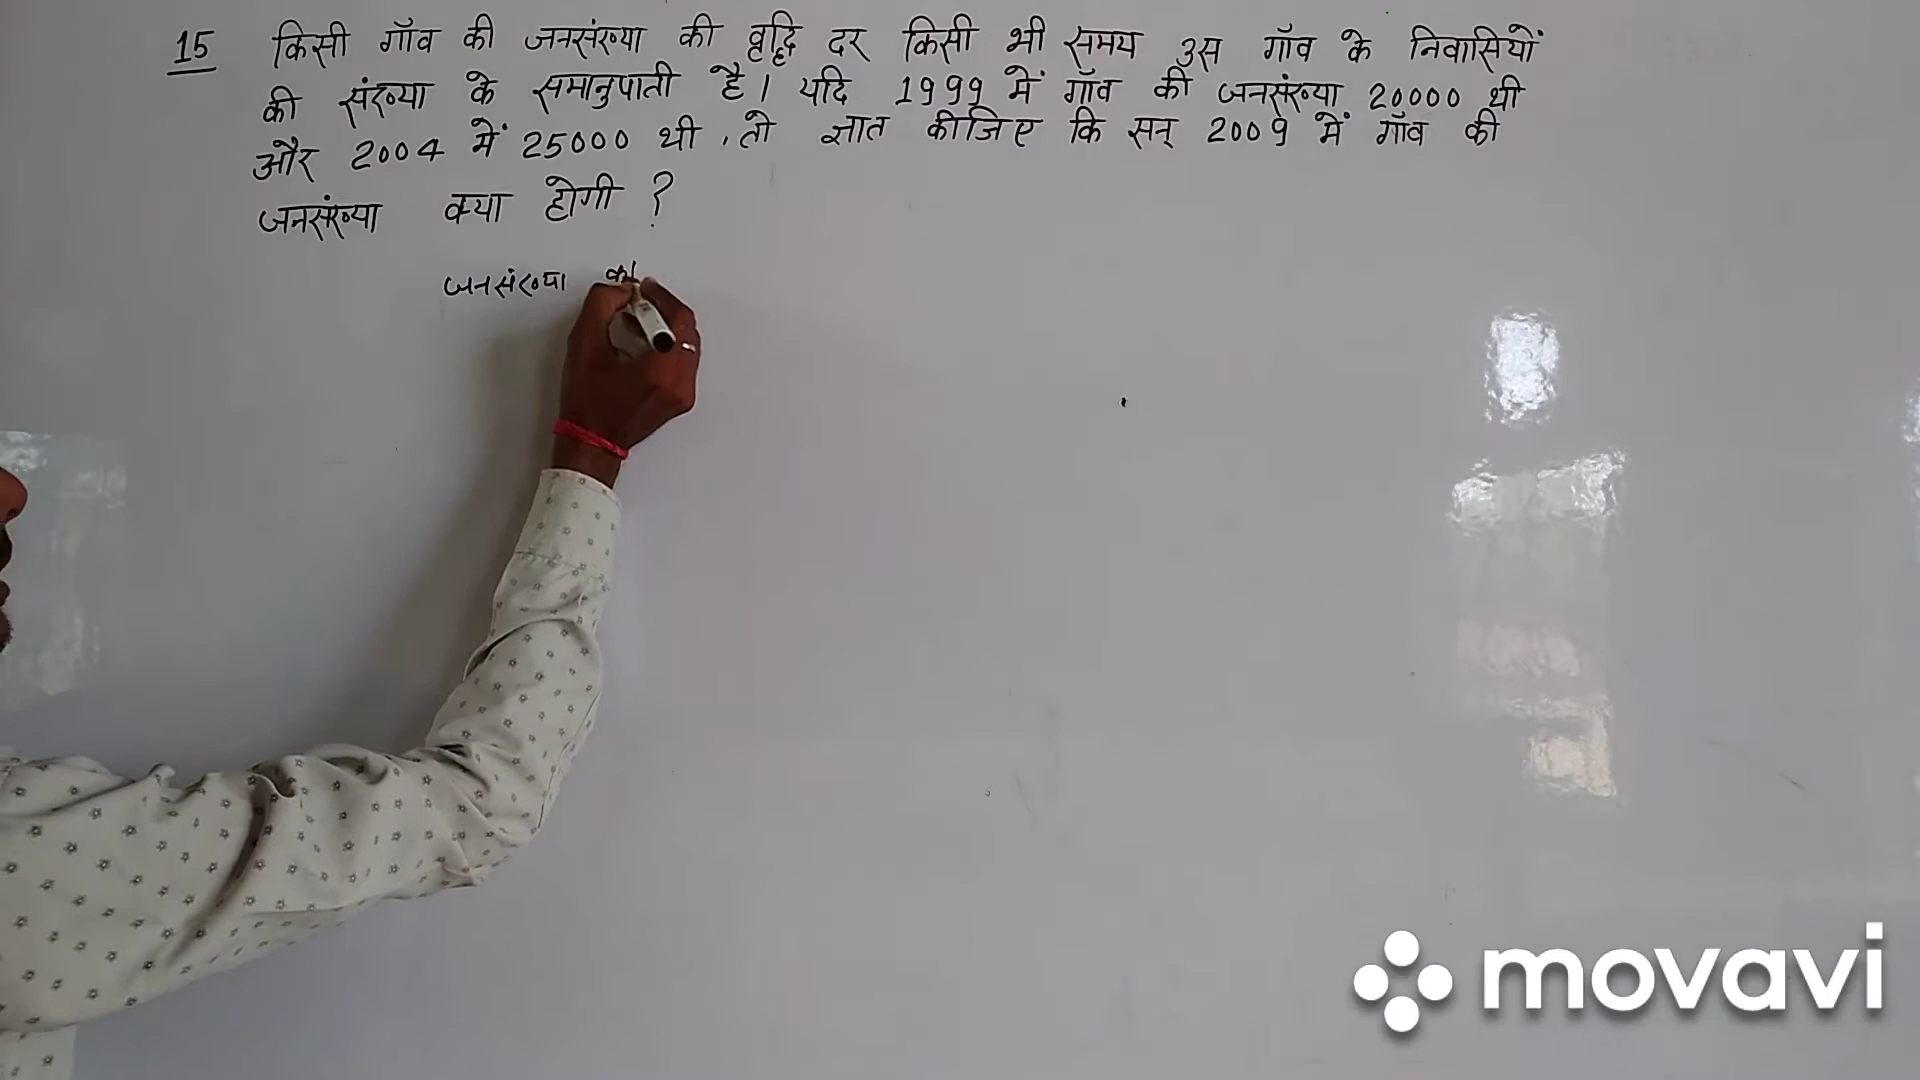 15 किसी गाँव की जनसंख्या की वृद्धि दर किसी भी समय उस गाँव के निवासियों
की संख्या के समानुपाती है। यदि 1999 में गाँव की जनसंख्या 20000 थी
और 2004 में 25000 थी, तो ज्ञात कीजिए कि सन् 2009 में गाँव की
जनसंख्या क्या होगी ?
जनसंख्या
movavi